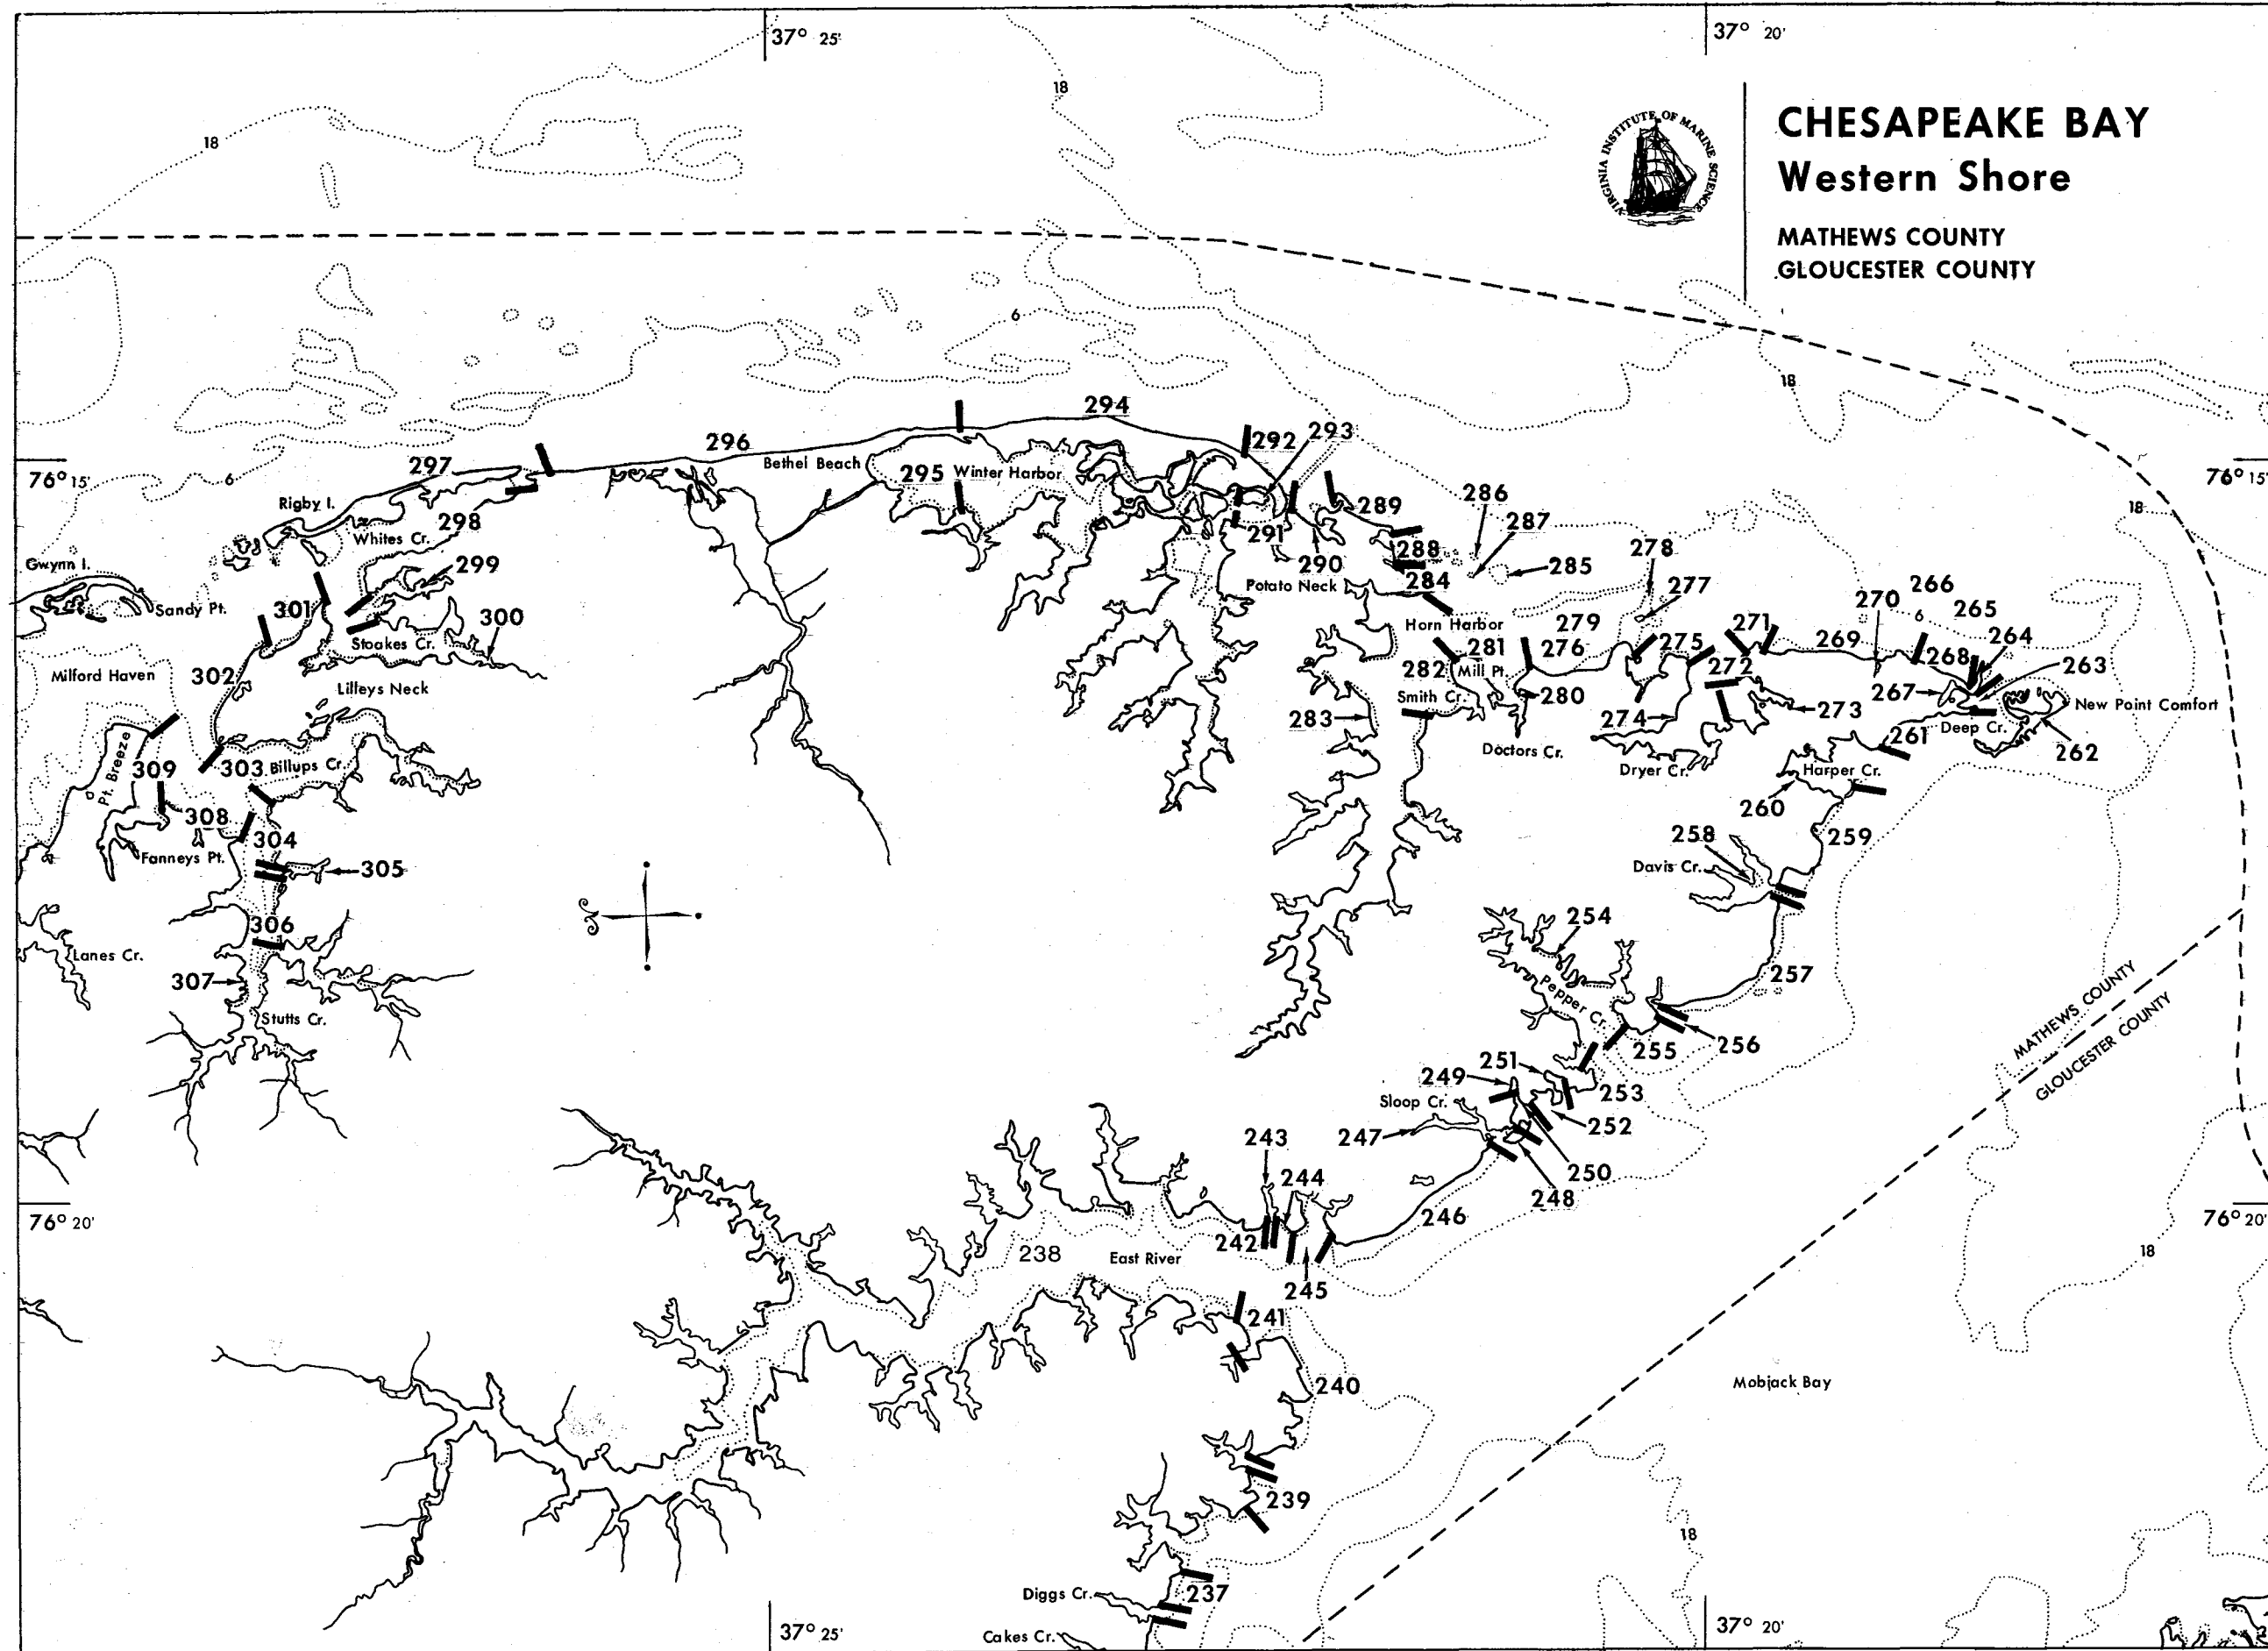 37° 25'
37° 20'
VIRGINIA INSTITUTE OF MARINE SCIENCE
CHESAPEAKE BAY
Western Shore
MATHEWS COUNTY
GLOUCESTER COUNTY
18
18
6
18
294
296
292
293
297
Bethel Beach
295
Winter Harbor
76° 15'
76° 15'
6
Rigby I.
298
289
286
287
18
Whites Cr.
291
288
278
Gwynn I.
299
290
285
284
Potato Neck
277
266
270
6
265
Sandy Pt.
301
300
Horn Harbor
279
271
269
264
Stoakes Cr.
281
276
275
268
263
282
Mill Pt.
272
Milford Haven
302
Lilleys Neck
Smith Cr.
280
267
New Point Comfort
283
274
273
Deep Cr.
261
262
Doctors Cr.
Pt. Breeze
309
303
Billups Cr.
Dryer Cr.
Harper Cr.
260
308
304
258
259
Fanneys Pt.
305
Davis Cr.
306
254
Lanes Cr.
307
257
Pepper Cr.
Stutts Cr.
MATHEWS COUNTY
GLOUCESTER COUNTY
255
256
251
249
253
Sloop Cr.
252
243
247
250
244
248
76° 20'
76° 20'
246
242
238
East River
18
245
241
240
Mobjack Bay
239
18
Diggs Cr.
237
37° 25'
37° 20'
Cakes Cr.